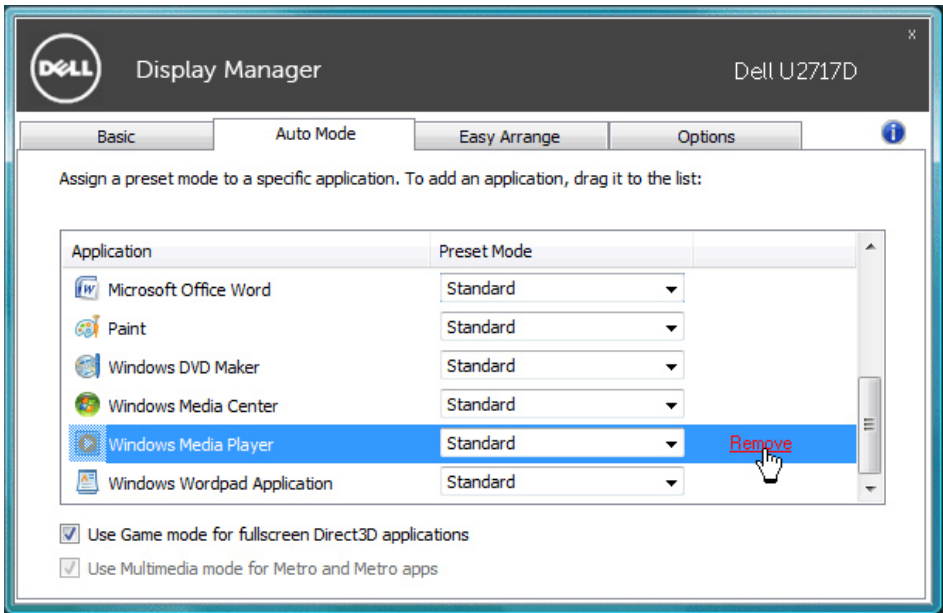 x
DELL Display Manager Dell U2717D
Basic Auto Mode Easy Arrange Options i
Assign a preset mode to a specific application. To add an application, drag it to the list:
Application Preset Mode
Microsoft Office Word Standard
Paint Standard
Windows DVD Maker Standard
Windows Media Center Standard
Windows Media Player Standard Remove
Windows Wordpad Application Standard
Use Game mode for fullscreen Direct3D applications
Use Multimedia mode for Metro and Metro apps